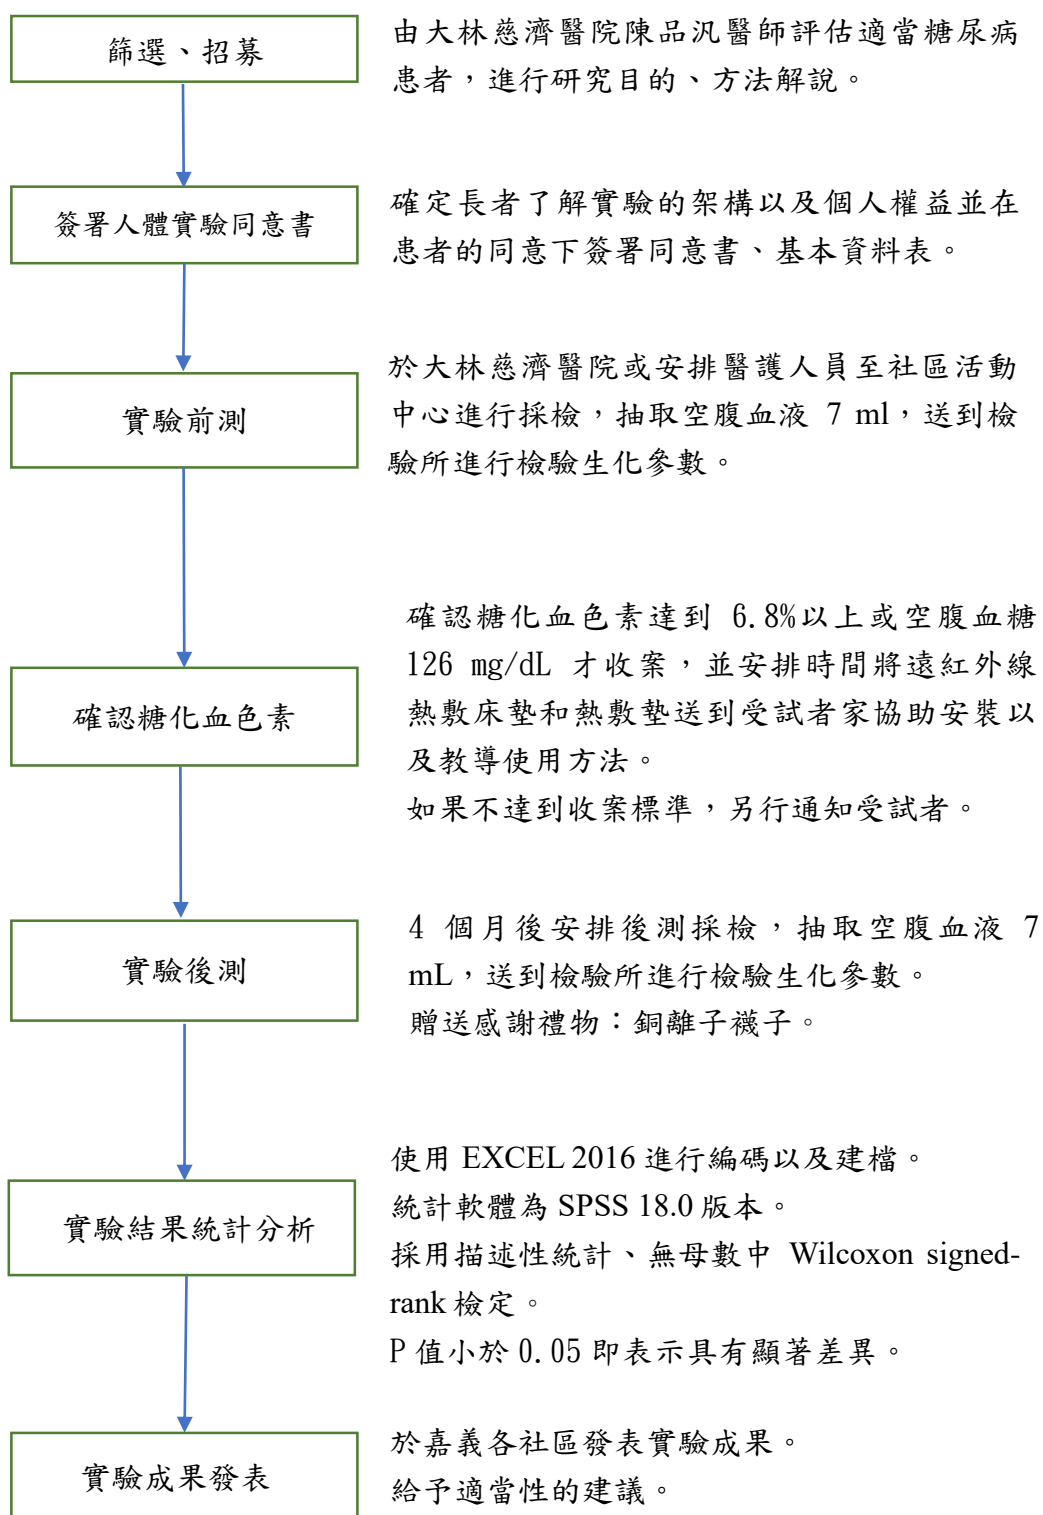 篩選、招募
由大林慈濟醫院陳品汎醫師評估適當糖尿病
患者，進行研究目的、方法解說。
簽署人體實驗同意書
確定長者了解實驗的架構以及個人權益並在
患者的同意下簽署同意書、基本資料表。
實驗前測
於大林慈濟醫院或安排醫護人員至社區活動
中心進行採檢，抽取空腹血液 7 ml，送到檢
驗所進行檢驗生化參數。
確認糖化血色素
確認糖化血色素達到 6.8%以上或空腹血糖
126 mg/dL 才收案，並安排時間將遠紅外線
熱敷床墊和熱敷墊送到受試者家協助安裝以
及教導使用方法。
如果不達到收案標準，另行通知受試者。
實驗後測
4 個月後安排後測採檢，抽取空腹血液 7
mL，送到檢驗所進行檢驗生化參數。
贈送感謝禮物：銅離子襪子。
實驗結果統計分析
使用 EXCEL 2016 進行編碼以及建檔。
統計軟體為 SPSS 18.0 版本。
採用描述性統計、無母數中 Wilcoxon signed-
rank 檢定。
P 值小於 0.05 即表示具有顯著差異。
實驗成果發表
於嘉義各社區發表實驗成果。
給予適當性的建議。